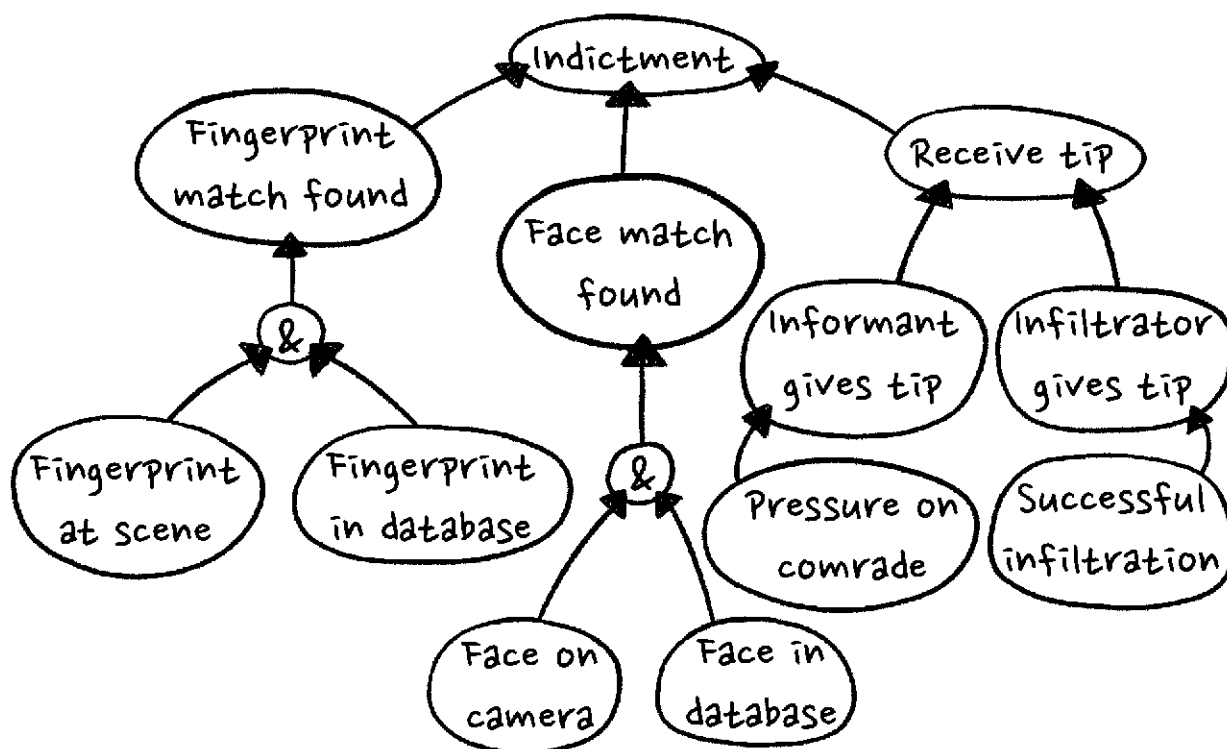 Indictment
Fingerprint
match found
Receive tip
Face match
found
&
Informant
gives tip
Infiltrator
gives tip
Fingerprint
at scene
Fingerprint
in database
&
Pressure on
comrade
Successful
infiltration
Face on
camera
Face in
database